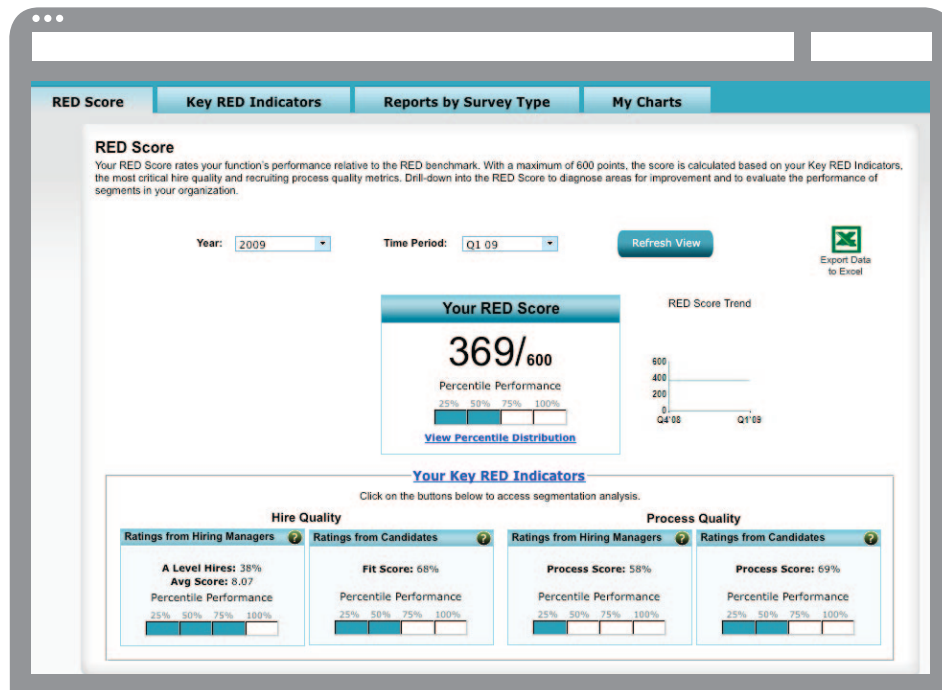 RED Score
Key RED Indicators
Reports by Survey Type
My Charts
RED Score
Your RED Score rates your function's performance relative to the RED benchmark. With a maximum of 600 points, the score is calculated based on your Key RED Indicators,
the most critical hire quality and recruiting process quality metrics. Drill-down into the RED Score to diagnose areas for improvement and to evaluate the performance of
segments in your organization.
Year: 2009
Time Period: Q1 09
Refresh View
Export Data
to Excel
Your RED Score
369/600
Percentile Performance
25% 50% 75% 100%
View Percentile Distribution
RED Score Trend
600
400
200
0
Q4'08 Q1'09
Your Key RED Indicators
Click on the buttons below to access segmentation analysis.
Hire Quality
Ratings from Hiring Managers ?
A Level Hires: 38%
Avg Score: 8.07
Percentile Performance
25% 50% 75% 100%
Ratings from Candidates ?
Fit Score: 68%
Percentile Performance
25% 50% 75% 100%
Process Quality
Ratings from Hiring Managers ?
Process Score: 58%
Percentile Performance
25% 50% 75% 100%
Ratings from Candidates ?
Process Score: 69%
Percentile Performance
25% 50% 75% 100%